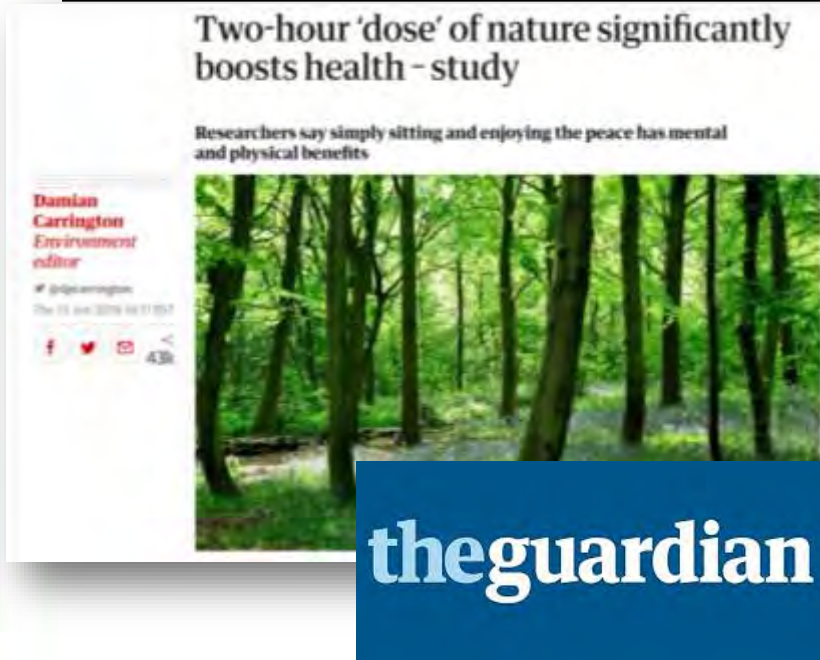 Two-hour ‘dose’ of nature significantly
boosts health – study
Researchers say simply sitting and enjoying the peace has mental
and physical benefits
Damian
Carrington
Environment
editor
43k
theguardian